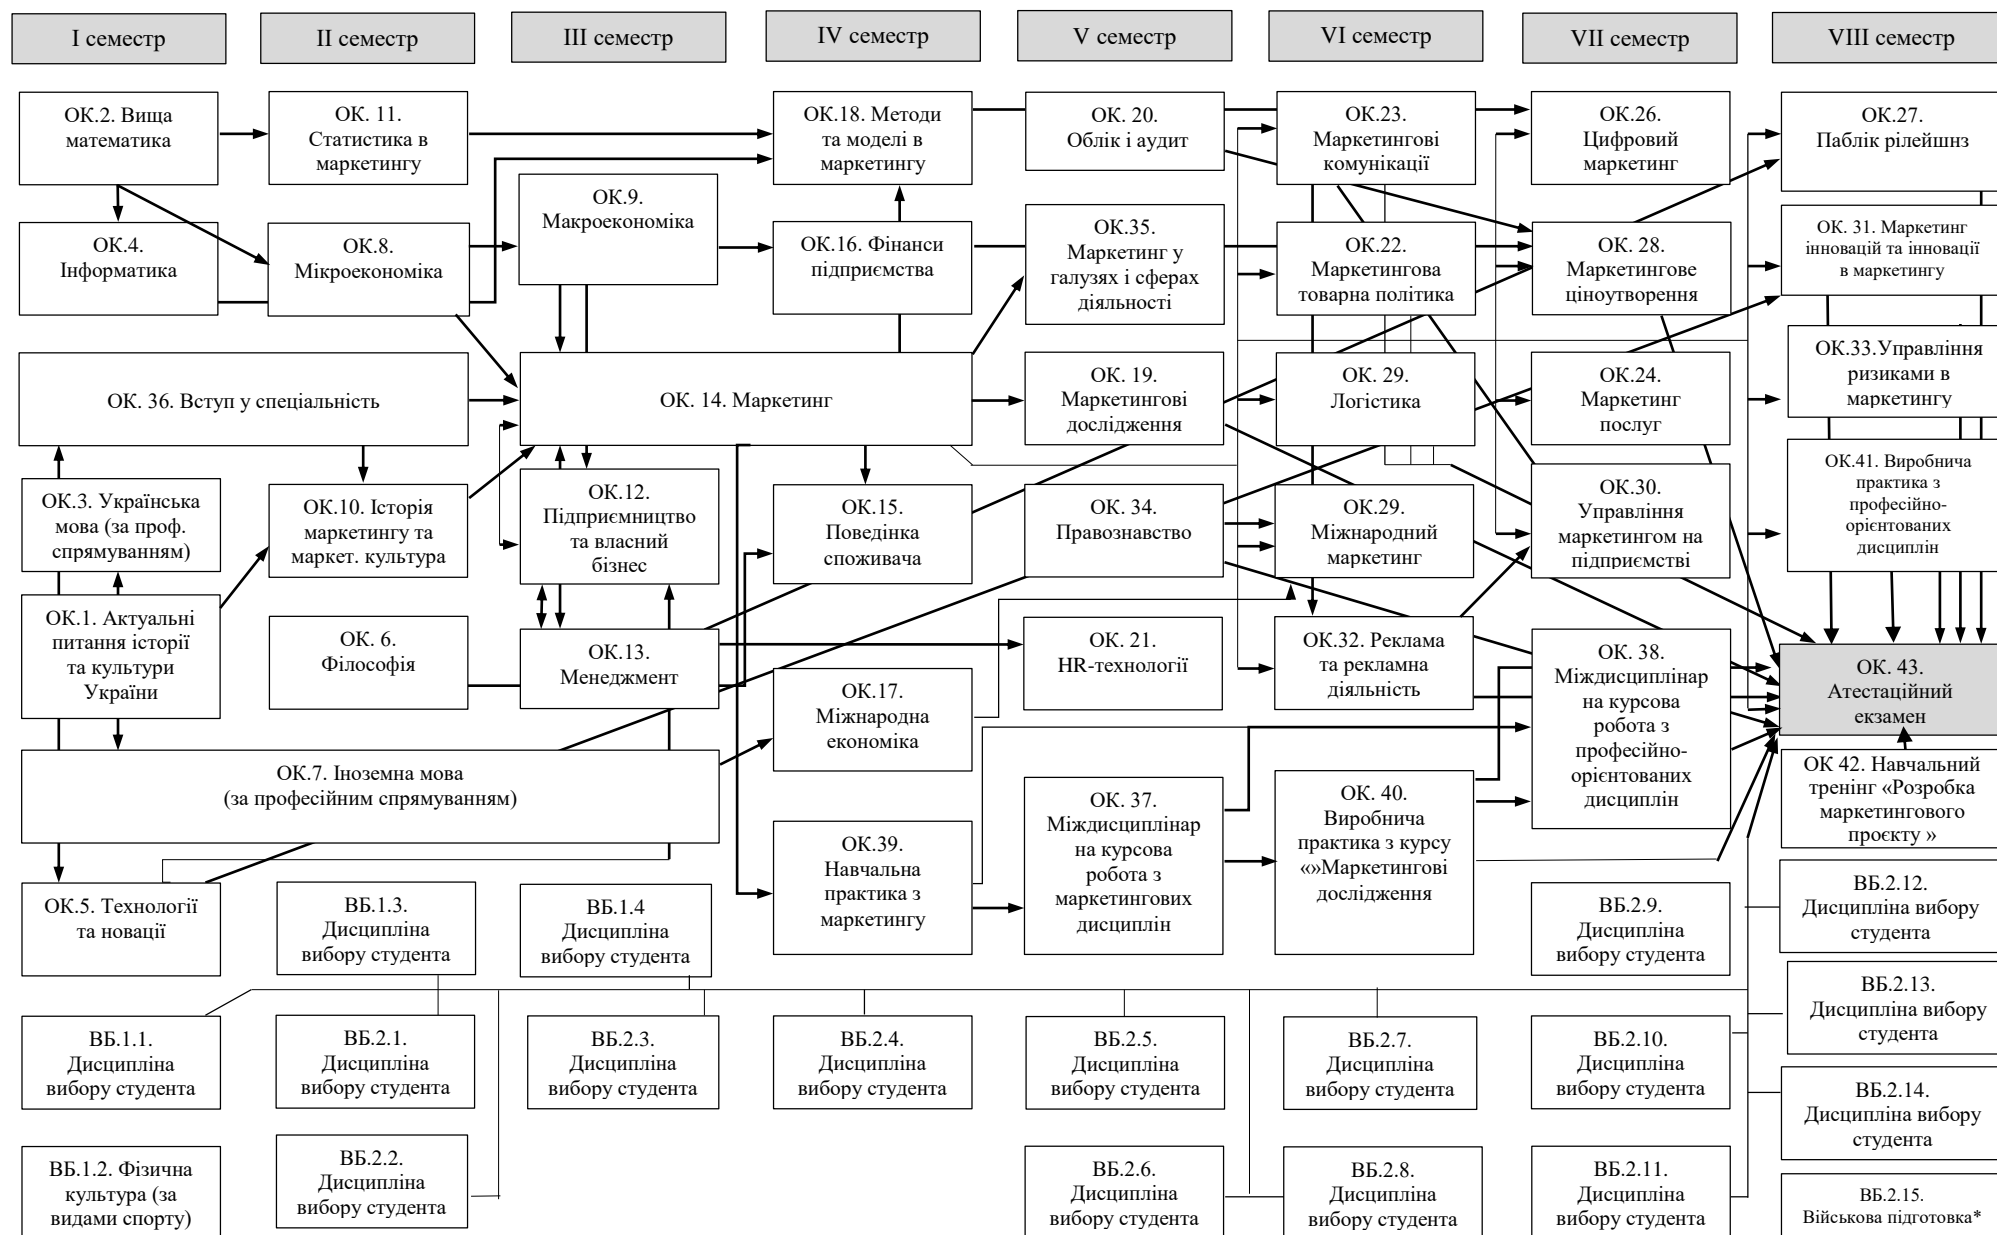 I семестр
II семестр
III семестр
IV семестр
V семестр
VI семестр
VII семестр
VIII семестр
ОК.2. Вища
математика
ОК. 11.
Статистика в
маркетингу
ОК.18. Методи
та моделі в
маркетингу
ОК. 20.
Облік і аудит
ОК.23.
Маркетингові
комунікації
ОК.26.
Цифровий
маркетинг
ОК.27.
Паблік рілейшнз
ОК.4.
Інформатика
ОК.8.
Мікроекономіка
ОК.9.
Макроекономіка
ОК.16. Фінанси
підприємства
ОК.35.
Маркетинг у
галузях і сферах
діяльності
ОК.22.
Маркетингова
товарна політика
ОК. 28.
Маркетингове
ціноутворення
ОК. 31. Маркетинг
інновацій та інновації
в маркетингу
ОК. 36. Вступ у спеціальність
ОК. 14. Маркетинг
ОК. 19.
Маркетингові
дослідження
ОК. 29.
Логістика
ОК.24.
Маркетинг
послуг
ОК.33.Управління
ризиками в
маркетингу
ОК.3. Українська
мова (за проф.
спрямуванням)
ОК.10. Історія
маркетингу та
маркет. культура
ОК.12.
Підприємництво
та власний
бізнес
ОК.15.
Поведінка
споживача
ОК. 34.
Правознавство
ОК.29.
Міжнародний
маркетинг
ОК.30.
Управління
маркетингом на
підприємстві
ОК.41. Виробнича
практика з
професійно-
орієнтованих
дисциплін
ОК.1. Актуальні
питання історії
та культури
України
ОК. 6.
Філософія
ОК.13.
Менеджмент
ОК.17.
Міжнародна
економіка
ОК. 21.
HR-технології
ОК.32. Реклама
та рекламна
діяльність
ОК. 38.
Міждисциплінар
на курсова
робота з
професійно-
орієнтованих
дисциплін
ОК. 43.
Атестаційний
екзамен
ОК.7. Іноземна мова
(за професійним спрямуванням)
ОК.39.
Навчальна
практика з
маркетингу
ОК. 37.
Міждисциплінар
на курсова
робота з
маркетингових
дисциплін
ОК. 40.
Виробнича
практика з курсу
«»Маркетингові
дослідження
ОК 42. Навчальний
тренінг «Розробка
маркетингового
проєкту »
ОК.5. Технології
та новації
ВБ.1.3.
Дисципліна
вибору студента
ВБ.1.4
Дисципліна
вибору студента
ВБ.2.9.
Дисципліна
вибору студента
ВБ.2.12.
Дисципліна вибору
студента
ВБ.1.1.
Дисципліна
вибору студента
ВБ.2.1.
Дисципліна
вибору студента
ВБ.2.3.
Дисципліна
вибору студента
ВБ.2.4.
Дисципліна
вибору студента
ВБ.2.5.
Дисципліна
вибору студента
ВБ.2.7.
Дисципліна
вибору студента
ВБ.2.10.
Дисципліна
вибору студента
ВБ.2.13.
Дисципліна вибору
студента
ВБ.1.2. Фізична
культура (за
видами спорту)
ВБ.2.2.
Дисципліна
вибору студента
ВБ.2.6.
Дисципліна
вибору студента
ВБ.2.8.
Дисципліна
вибору студента
ВБ.2.11.
Дисципліна
вибору студента
ВБ.2.14.
Дисципліна вибору
студента
ВБ.2.15.
Військова підготовка*